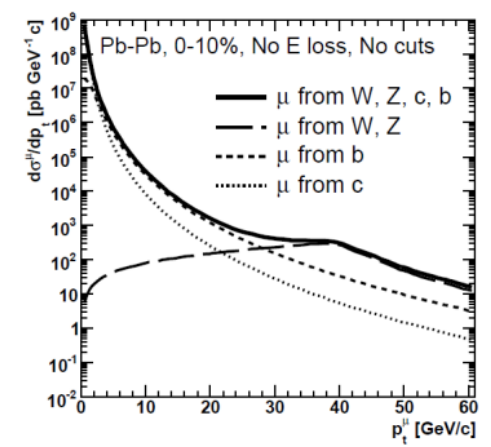 Pb-Pb, 0-10%, No E loss, No cuts
μ from W, Z, c, b
μ from W, Z
μ from b
μ from c
dσ^μ/dp_t [pb GeV⁻¹ c]
10⁹
10⁸
10⁷
10⁶
10⁵
10⁴
10³
10²
10
1
10⁻¹
10⁻²
0 10 20 30 40 50 60
p_t^μ [GeV/c]